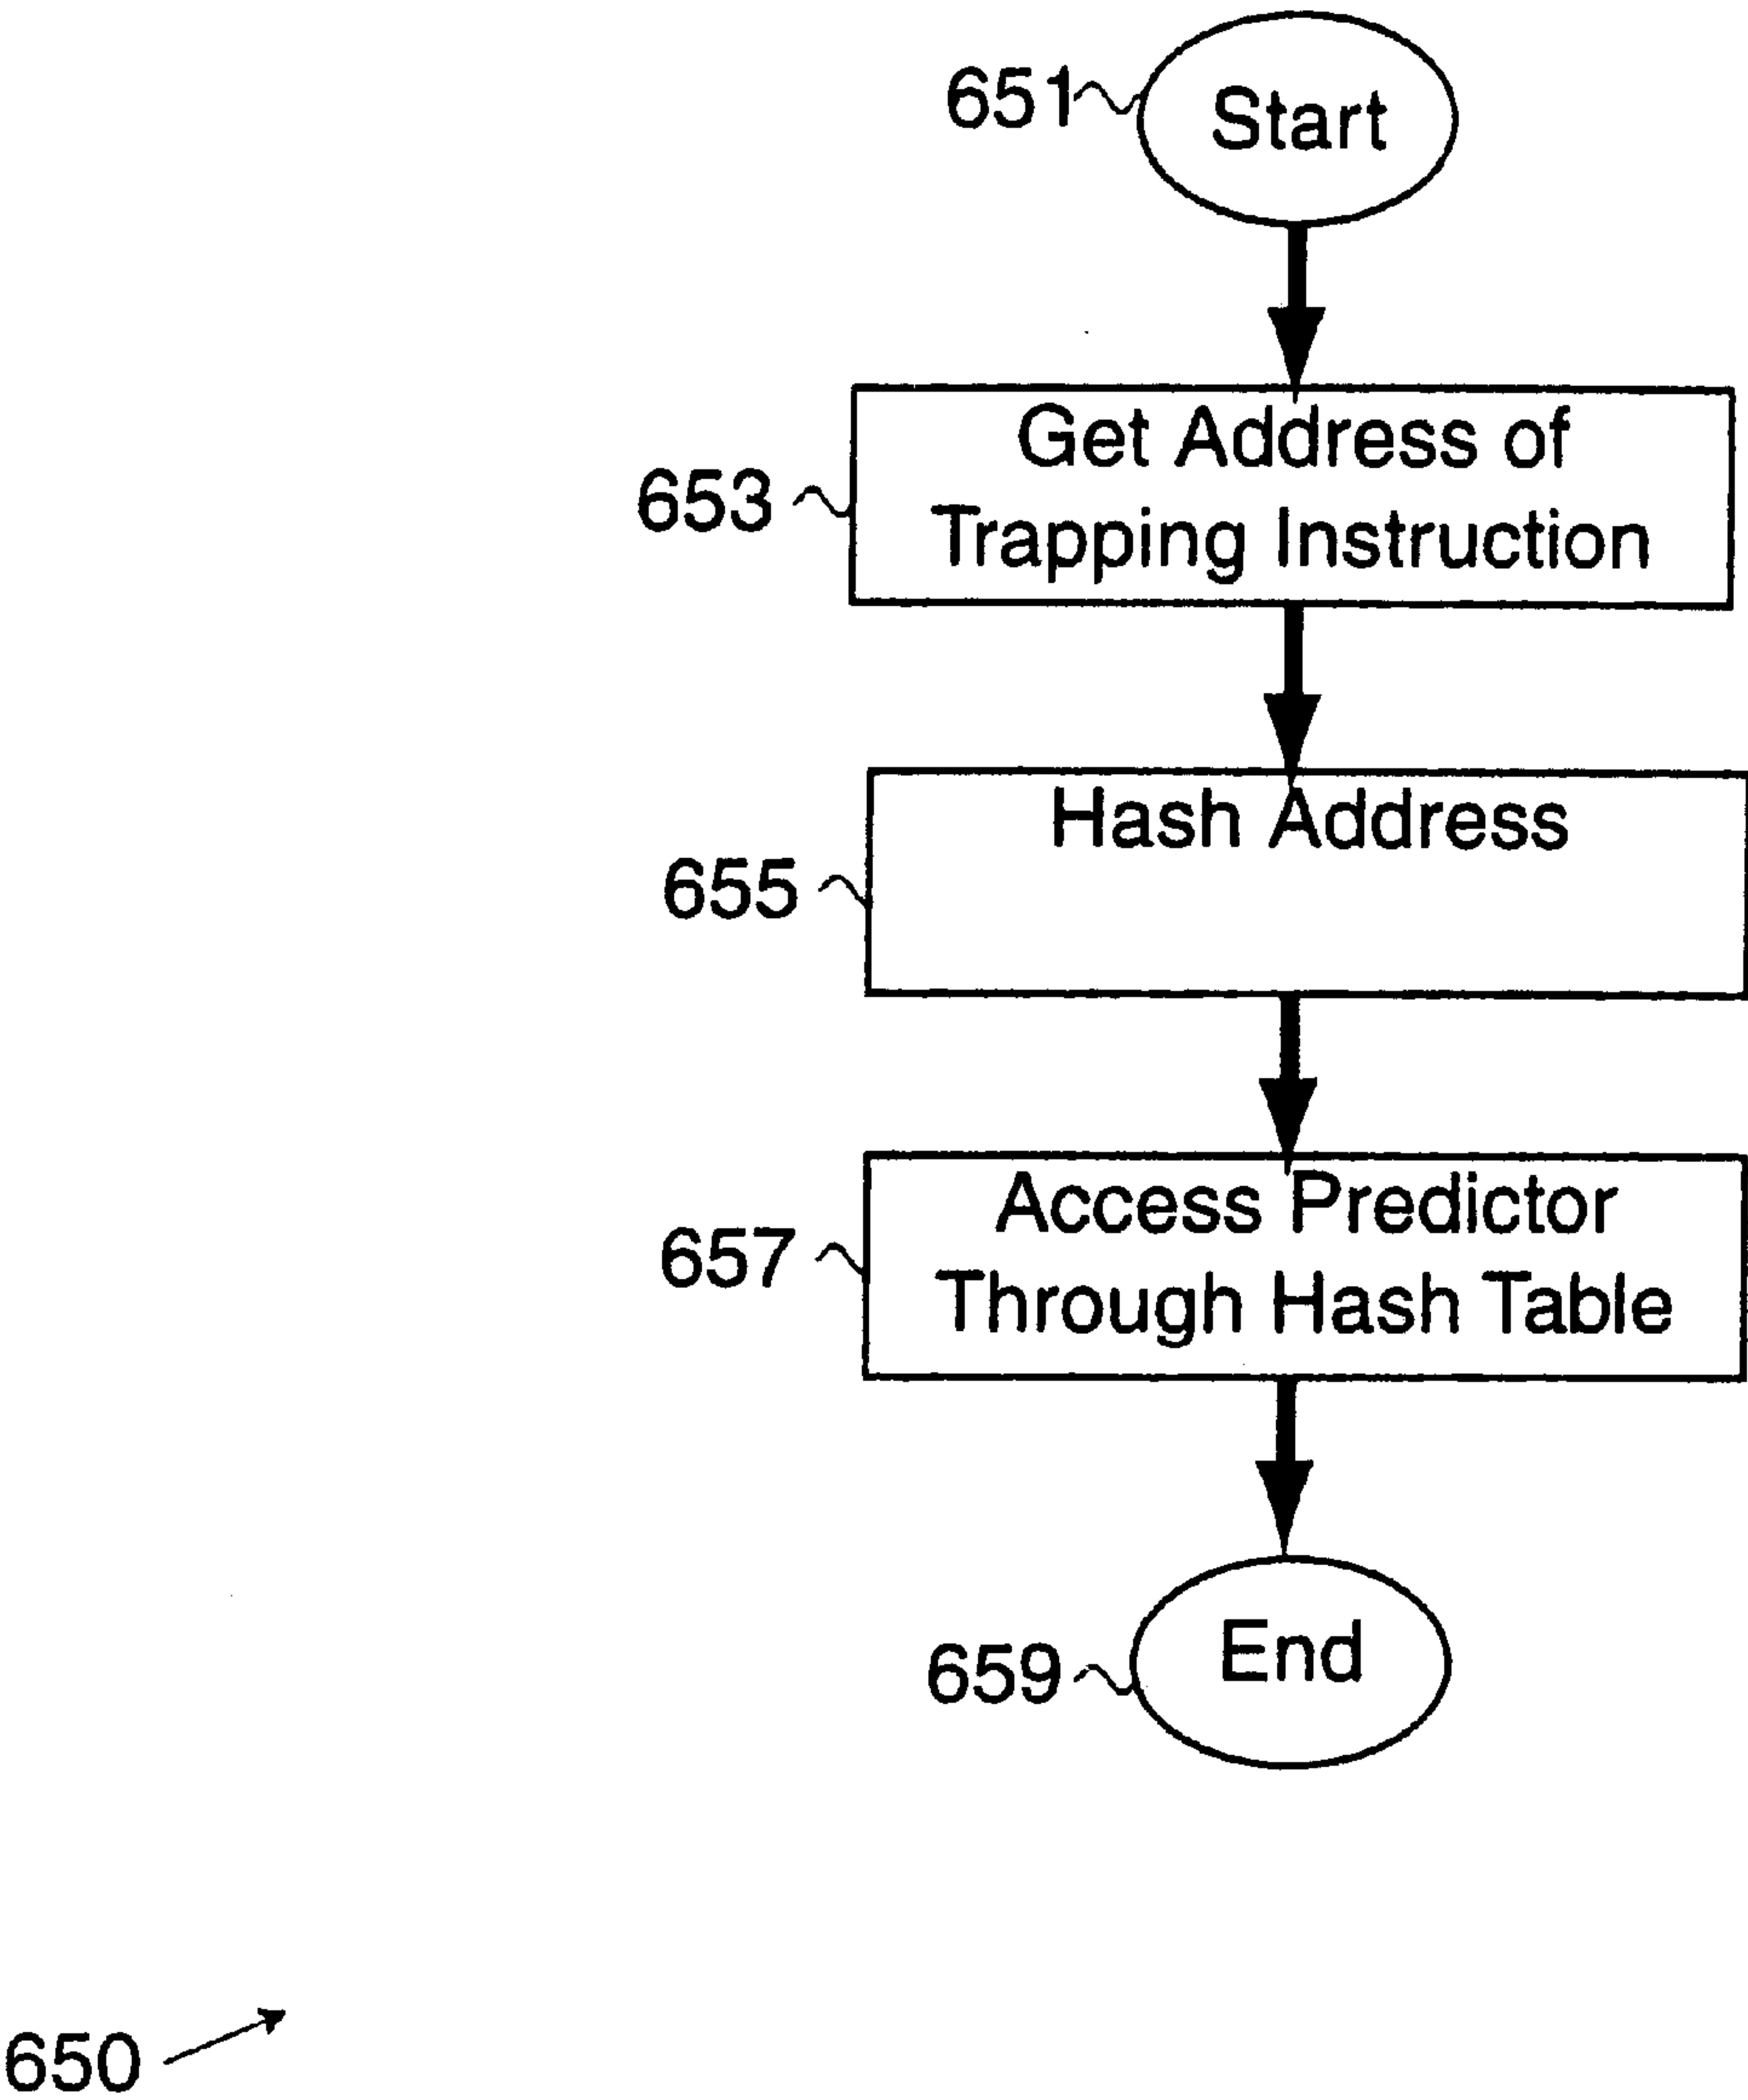 651
Start
653
Get Address of
Trapping Instruction
655
Hash Address
657
Access Predictor
Through Hash Table
659
End
650